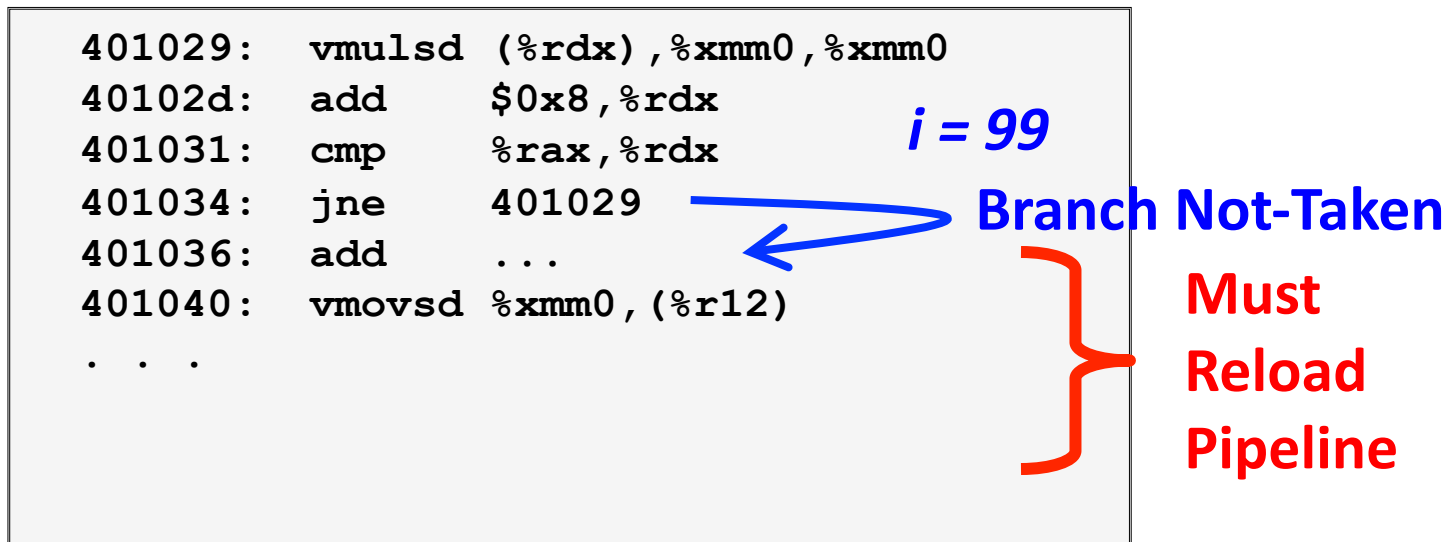 401029: vmulsd (%rdx),%xmm0,%xmm0
40102d: add $0x8,%rdx
401031: cmp %rax,%rdx
i = 99
401034: jne 401029
Branch Not-Taken
401036: add ...
401040: vmovsd %xmm0,(%r12)
. . .
Must
Reload
Pipeline